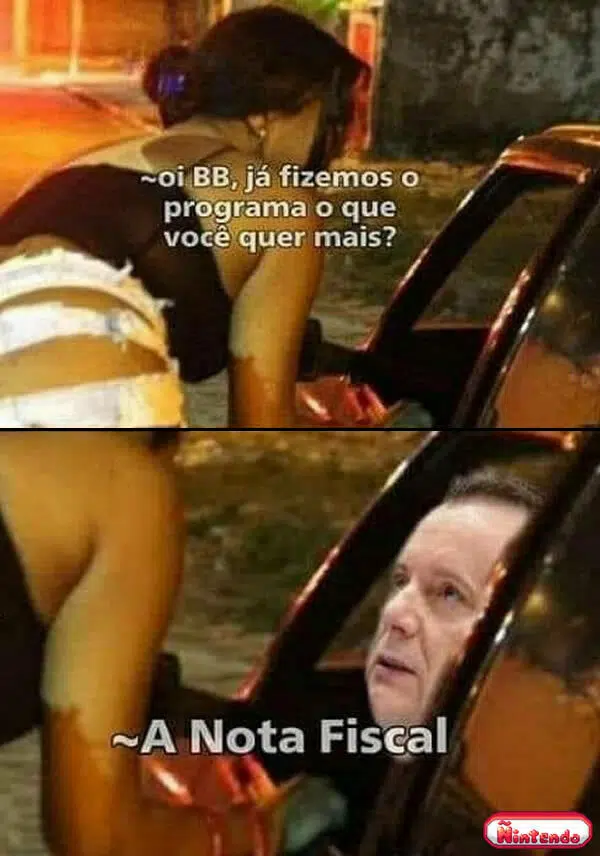 ~oi BB, já fizemos o
programa o que
você quer mais?
~A Nota Fiscal
Ñintendo